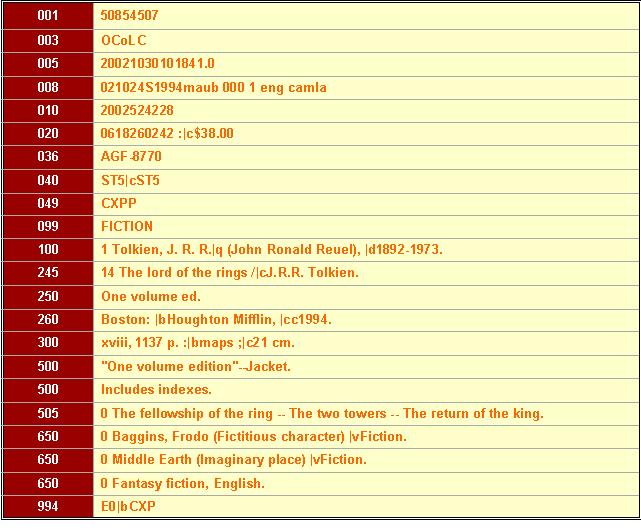 001 50854507
003 OCoLC
005 20021030101841.0
008 021024S1994maub 000 1 eng camla
010 2002524228
020 0618260242 :|c$38.00
036 AGF-8770
040 ST5|cST5
049 CXPP
099 FICTION
100 1 Tolkien, J. R. R.|q (John Ronald Reuel), |d1892-1973.
245 14 The lord of the rings /|cJ.R.R. Tolkien.
250 One volume ed.
260 Boston: |bHoughton Mifflin, |cc1994.
300 xviii, 1137 p. :|bmaps ;|c21 cm.
500 "One volume edition"--Jacket.
500 Includes indexes.
505 0 The fellowship of the ring -- The two towers -- The return of the king.
650 0 Baggins, Frodo (Fictitious character) |vFiction.
650 0 Middle Earth (Imaginary place) |vFiction.
650 0 Fantasy fiction, English.
994 E0|bCXP